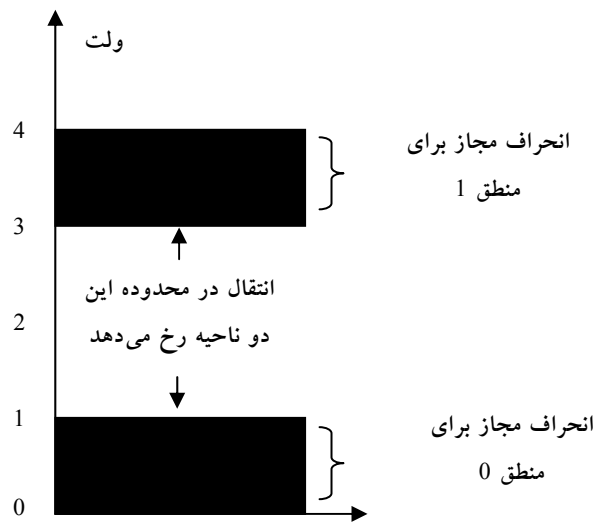 ولت
4
انحراف مجاز برای
منطق 1
3
انتقال در محدوده این
2
دو ناحیه رخ می‌دهد
1
انحراف مجاز برای
منطق 0
0